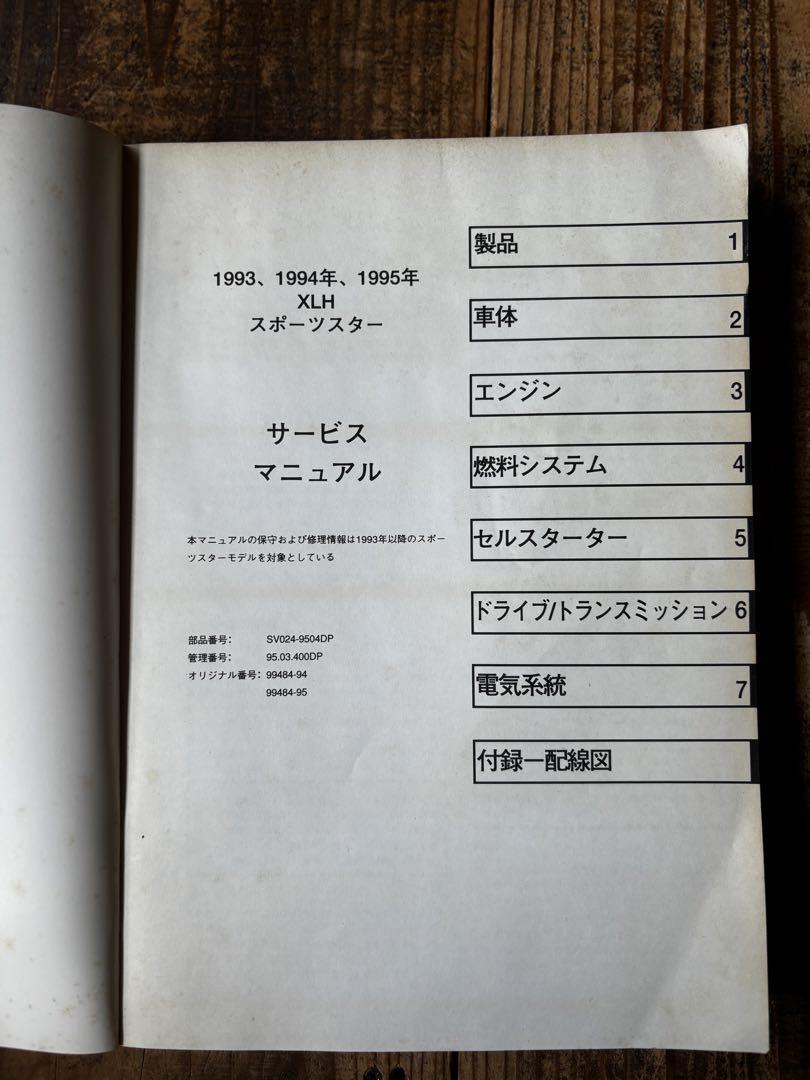 1993、1994年、1995年
XLH
スポーツスター
サービス
マニュアル
本マニュアルの保守および修理情報は1993年以降のスポー
ツスターモデルを対象としている
部品番号: SV024-9504DP
管理番号: 95.03.400DP
オリジナル番号: 99484-94
99484-95
製品 1
車体 2
エンジン 3
燃料システム 4
セルスターター 5
ドライブ/トランスミッション 6
電気系統 7
付録ー配線図